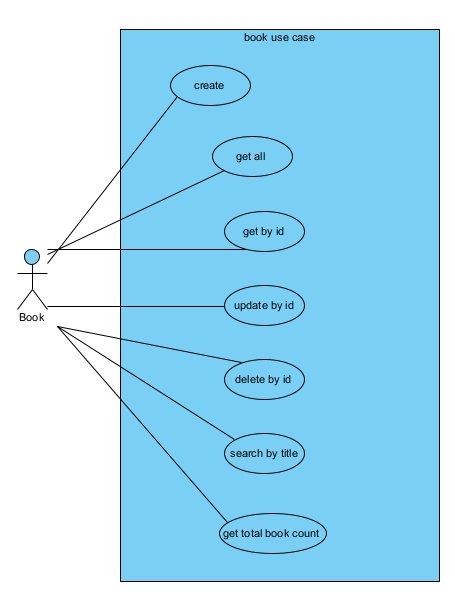 book use case
create
get all
get by id
Book
update by id
delete by id
search by title
get total book count